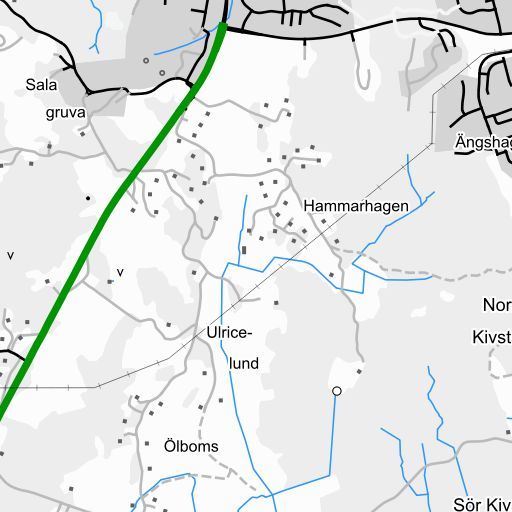 Sala
gruva
Ängshag
Hammarhagen
v
v
Nor
Kivst
Ulrice-
lund
Ölboms
Sör Kiv